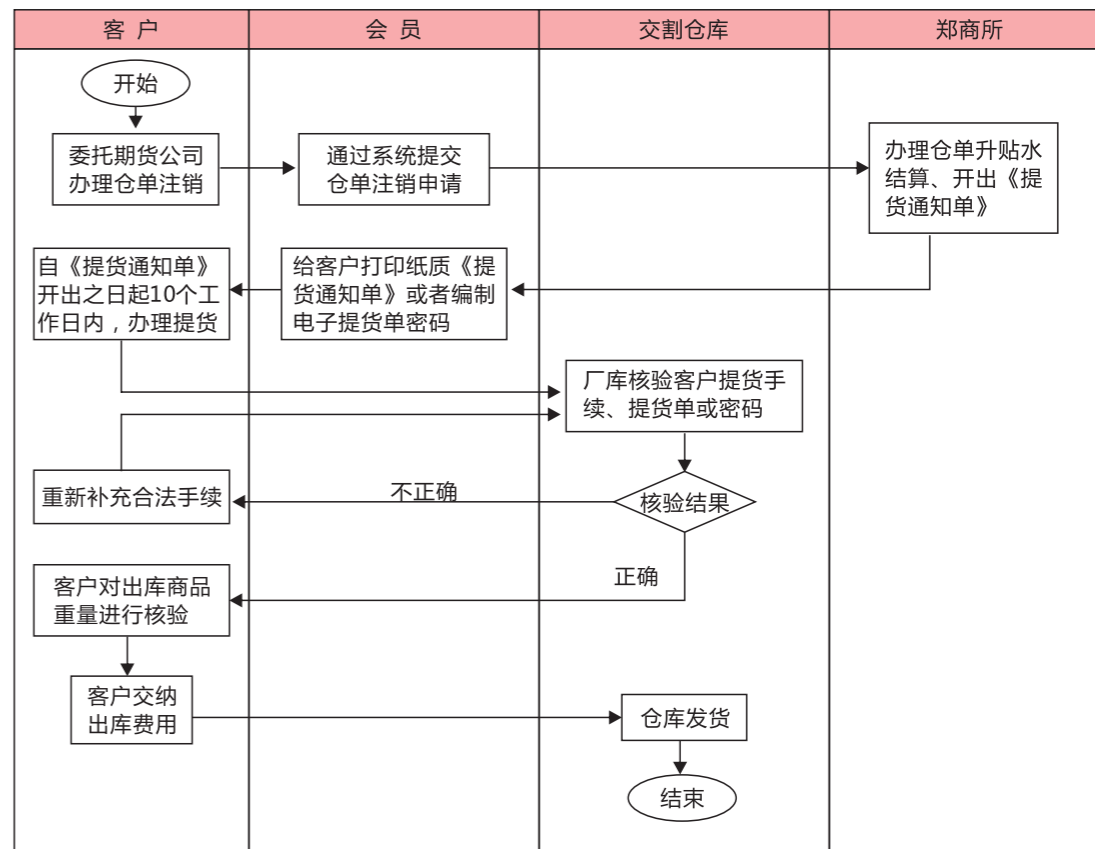 客 户
会 员
交割仓库
郑商所
开始
委托期货公司
办理仓单注销
通过系统提交
仓单注销申请
办理仓单升贴水
结算、开出《提
货通知单》
自《提货通知单》
开出之日起10个工
作日内，办理提货
给客户打印纸质《提
货通知单》或者编制
电子提货单密码
厂库核验客户提货手
续、提货单或密码
重新补充合法手续
不正确
核验结果
正确
客户对出库商品
重量进行核验
客户交纳
出库费用
仓库发货
结束